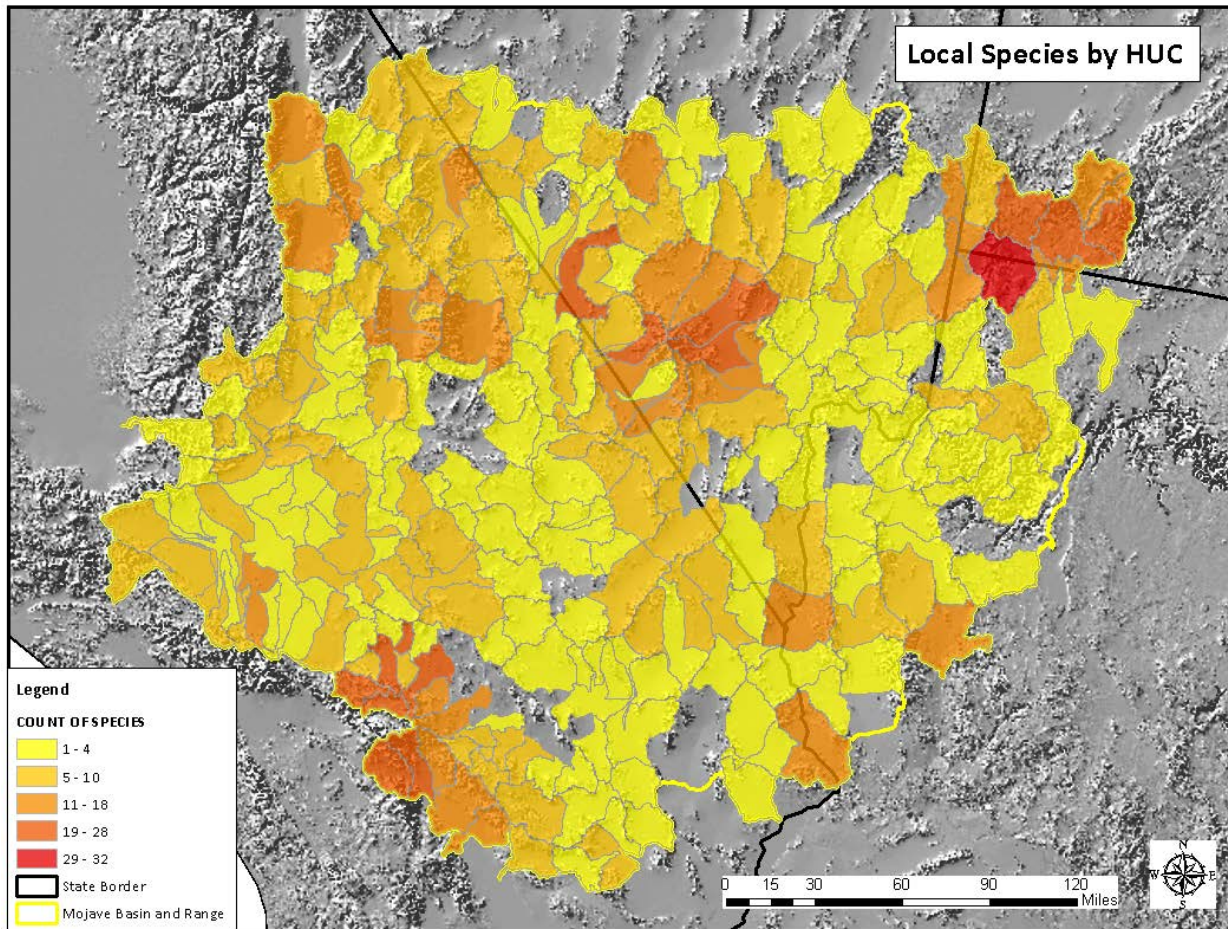 Local Species by HUC
Legend
COUNT OF SPECIES
1 - 4
5 - 10
11 - 18
19 - 28
29 - 32
State Border
Mojave Basin and Range
0 15 30 60 90 120
Miles
N
W E
S